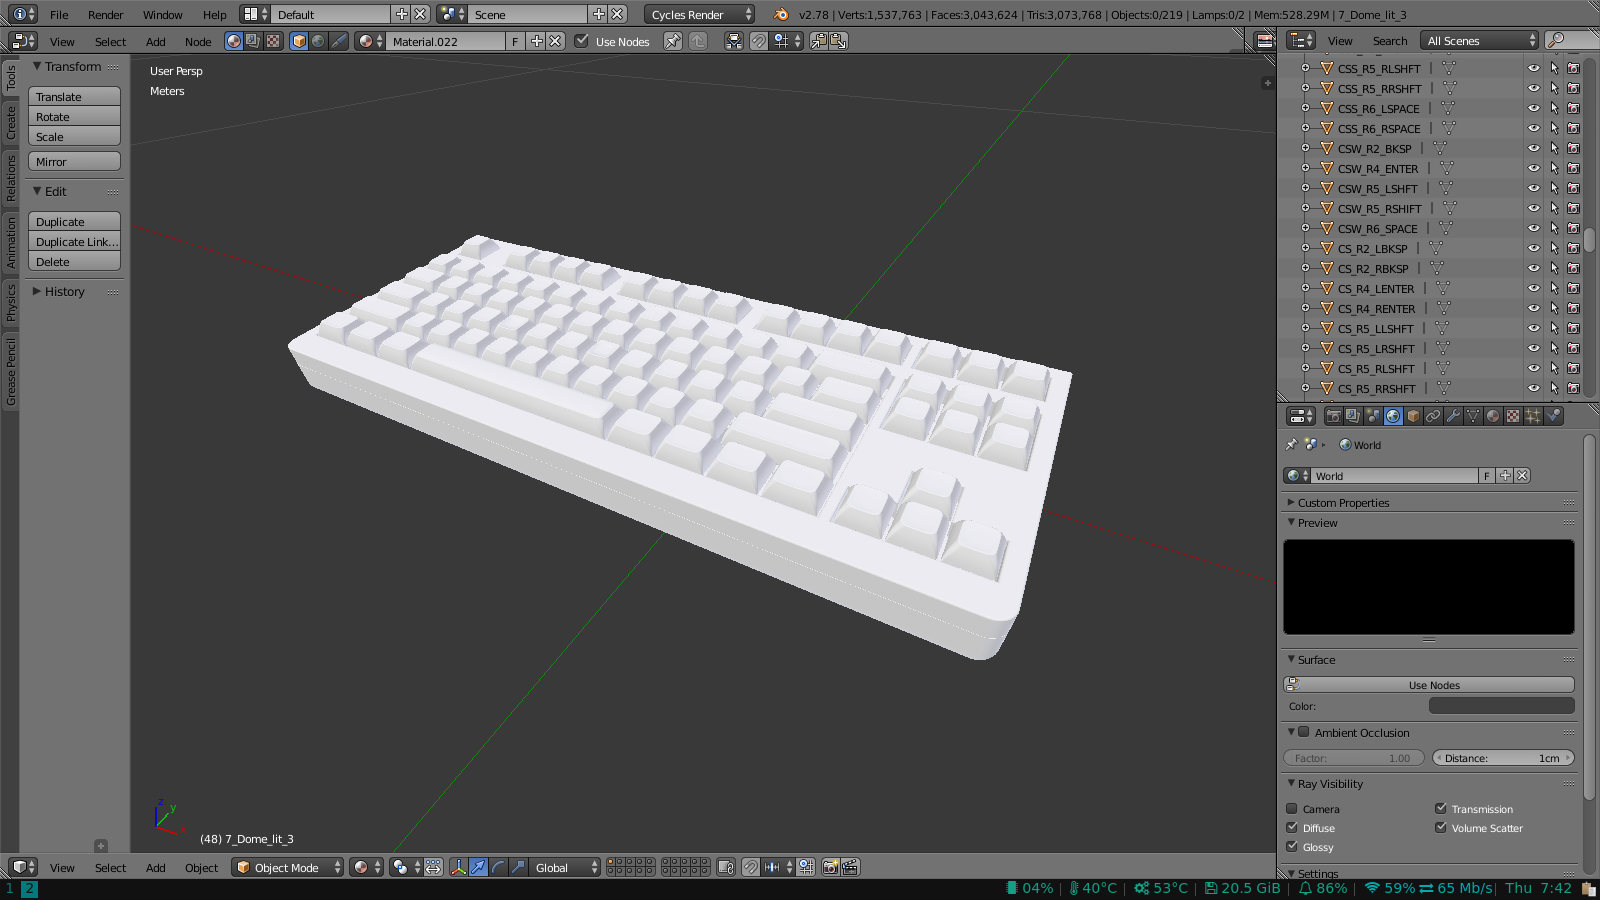 File Render Window Help Default Scene Cycles Render v2.78 | Verts:1,537,763 | Faces:3,043,624 | Tris:3,073,768 | Objects:0/219 | Lamps:0/2 | Mem:528.29M | 7_Dome_lit_3
View Select Add Node Material.022 F Use Nodes
View Search All Scenes
Tools
Create
Relations
Animation
Physics
Grease Pencil
Transform
Translate
Rotate
Scale
Mirror
Edit
Duplicate
Duplicate Link...
Delete
History
User Persp
Meters
z
y
x
(48) 7_Dome_lit_3
CSS_R5_RLSHFT
CSS_R5_RRSHFT
CSS_R6_LSPACE
CSS_R6_RSPACE
CSW_R2_BKSP
CSW_R4_ENTER
CSW_R5_LSHFT
CSW_R5_RSHIFT
CSW_R6_SPACE
CS_R2_LBKSP
CS_R2_RBKSP
CS_R4_LENTER
CS_R4_RENTER
CS_R5_LLSHFT
CS_R5_LRSHFT
CS_R5_RLSHFT
CS_R5_RRSHFT
World
World F
Custom Properties
Preview
Surface
Use Nodes
Color:
Ambient Occlusion
Factor: 1.00 Distance: 1cm
Ray Visibility
Camera Transmission
Diffuse Volume Scatter
Glossy
Settings
View Select Add Object Object Mode Global
1 2 04% | 40°C | 53°C | 20.5 GiB | 86% | 59% 65 Mb/s | Thu 7:42